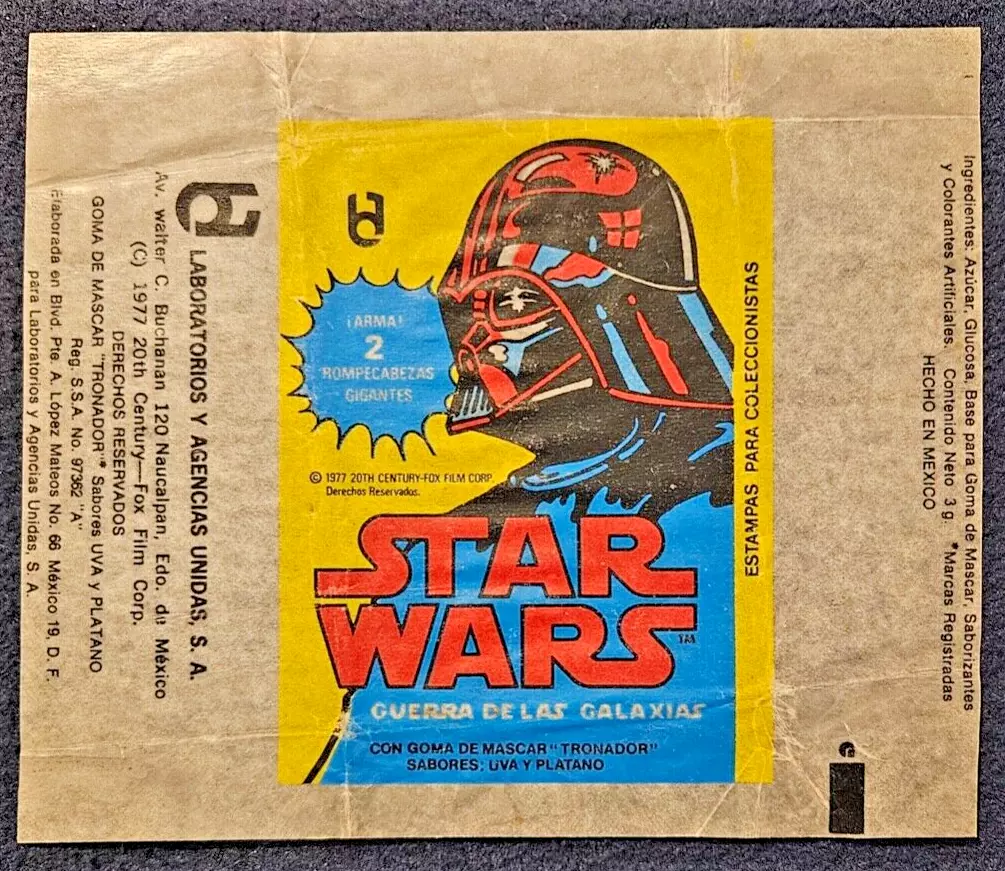 ¡ARMA!
2
ROMPECABEZAS
GIGANTES
© 1977 20TH CENTURY-FOX FILM CORP.
Derechos Reservados.
STAR
WARS
TM
GUERRA DE LAS GALAXIAS
CON GOMA DE MASCAR "TRONADOR"
SABORES: UVA Y PLATANO
ESTAMPAS PARA COLECCIONISTAS
LABORATORIOS Y AGENCIAS UNIDAS, S. A.
Av. walter C. Buchanan 120 Naucalpan, Edo. de México
(C) 1977 20th Century—Fox Film Corp.
DERECHOS RESERVADOS
GOMA DE MASCAR "TRONADOR"* Sabores UVA y PLATANO
Reg. S.S.A. No. 97362 "A"
Elaborada en Blvd. Pte. A. López Mateos No. 66 México 19, D. F.
para Laboratorios y Agencias Unidas, S. A
Ingredientes: Azúcar, Glucosa, Base para Goma de Mascar, Saborizantes
y Colorantes Artificiales. Contenido Neto 3 g. *Marcas Registradas
HECHO EN MEXICO